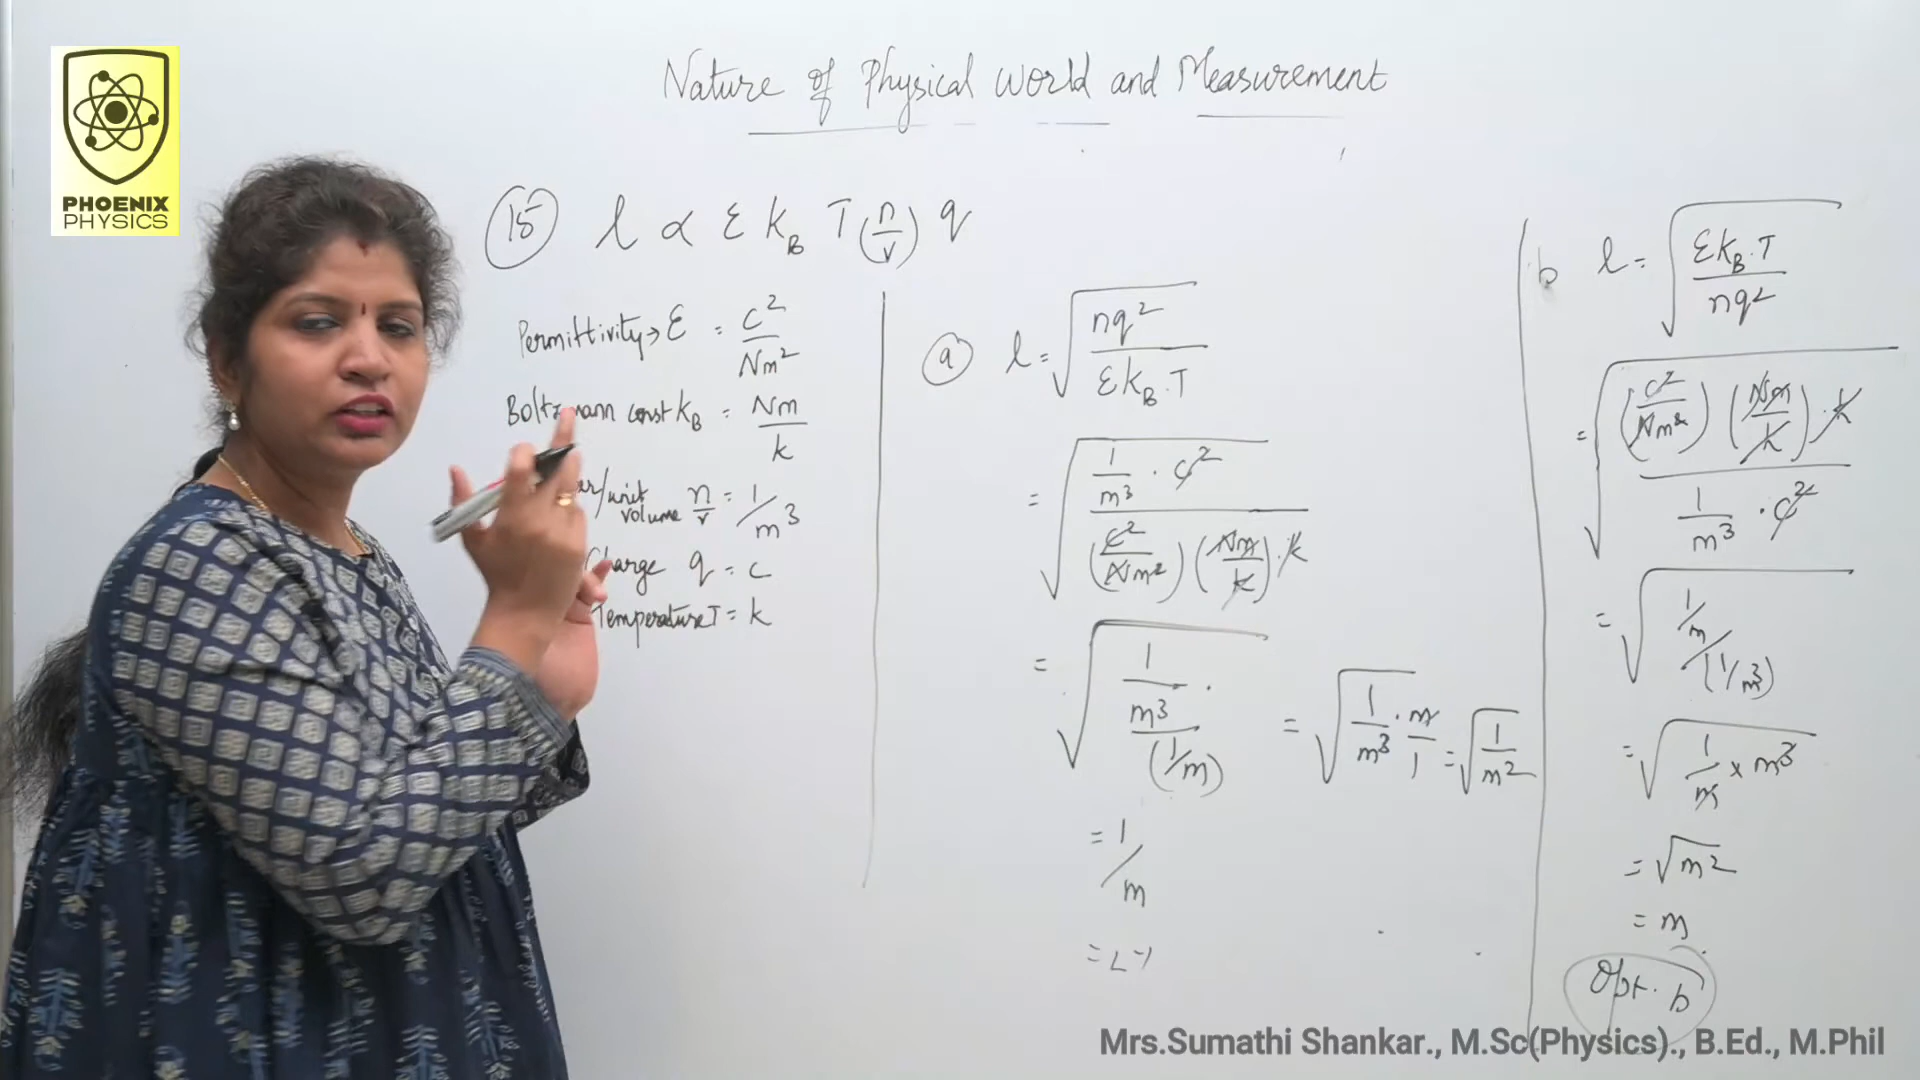 PHOENIX
PHYSICS
Nature of Physical World and Measurement
15 l ∝ ε k_B T (n/v) q
Permittivity → ε = C²/Nm²
Boltzmann const k_B = Nm/k
/unit volume n/v = 1/m³
Charge q = C
Temperature T = k
a l = √(nq²/εk_B.T)
= √((1/m³ . C²)/((C²/Nm²)(Nm/k).k))
= √((1/m³) . /(1/m)) = √(1/m³ . m/1) = √(1/m²)
= 1/m
= L⁻¹
b l = √(εk_B.T/nq²)
= √(((C²/Nm²)(Nm/k).k)/(1/m³ . C²))
= √((1/m)/(1/m³))
= √(1/m × m³)
= √m²
= m
Opt. b
Mrs.Sumathi Shankar., M.Sc(Physics)., B.Ed., M.Phil